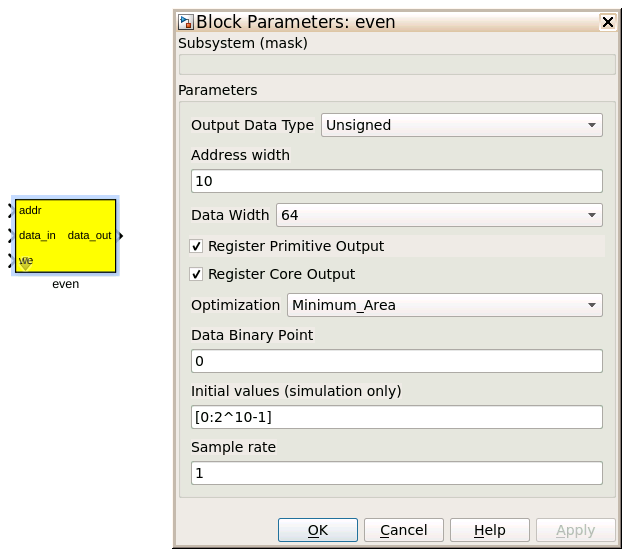 Block Parameters: even
Subsystem (mask)
Parameters
Output Data Type Unsigned
Address width
10
Data Width 64
Register Primitive Output
Register Core Output
Optimization Minimum_Area
Data Binary Point
0
Initial values (simulation only)
[0:2^10-1]
Sample rate
1
OK Cancel Help Apply
addr
data_in data_out
we
even